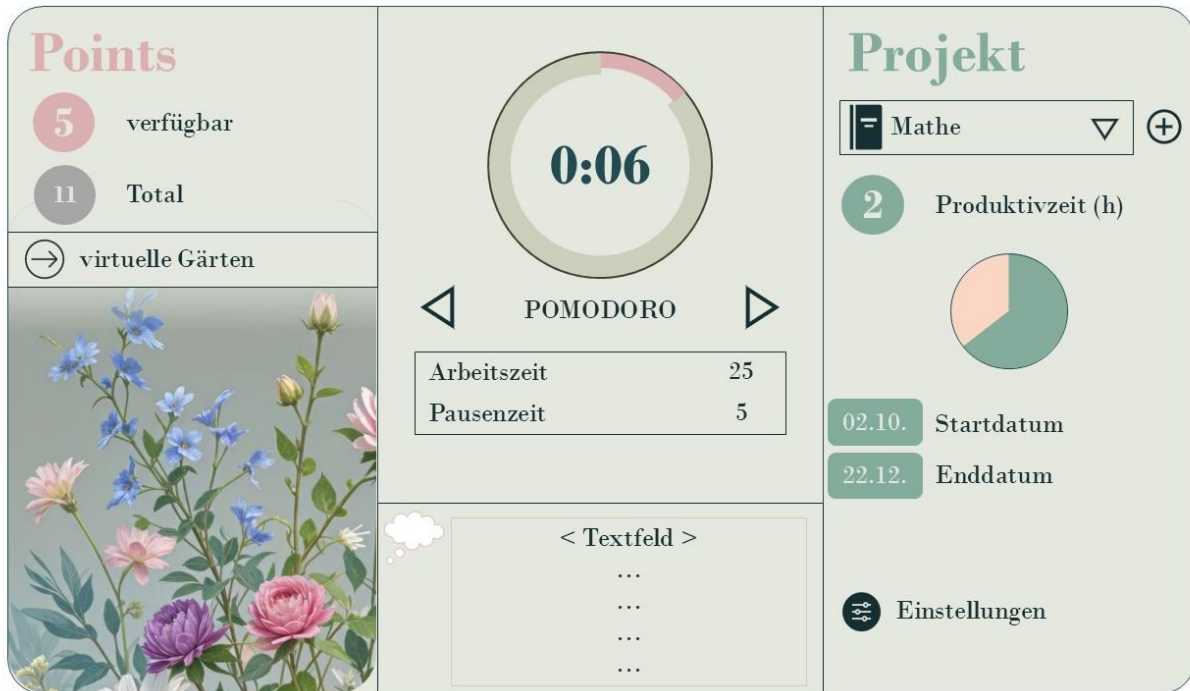 Points
5 verfügbar
11 Total
virtuelle Gärten
0:06
POMODORO
Arbeitszeit 25
Pausenzeit 5
< Textfeld >
...
...
...
...
Projekt
Mathe
2 Produktivzeit (h)
02.10. Startdatum
22.12. Enddatum
Einstellungen